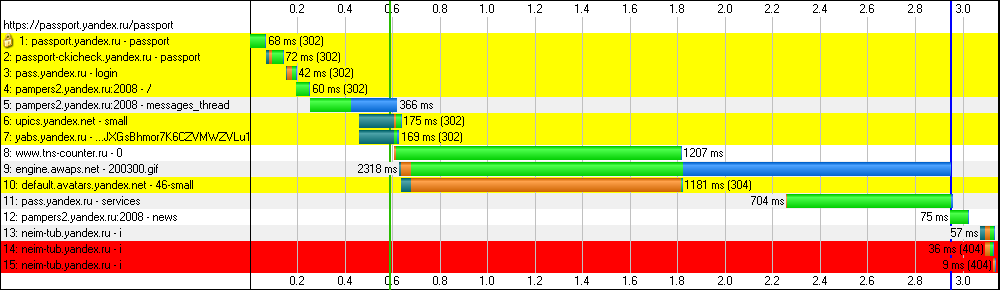 0.2 0.4 0.6 0.8 1.0 1.2 1.4 1.6 1.8 2.0 2.2 2.4 2.6 2.8 3.0
https://passport.yandex.ru/passport
1: passport.yandex.ru - passport 68 ms (302)
2: passport-ckicheck.yandex.ru - passport 72 ms (302)
3: pass.yandex.ru - login 42 ms (302)
4: pampers2.yandex.ru:2008 - / 60 ms (302)
5: pampers2.yandex.ru:2008 - messages_thread 366 ms
6: upics.yandex.net - small 175 ms (302)
7: yabs.yandex.ru - ...JXGsBhmor7K6CZVMWZVLu1 169 ms (302)
8: www.tns-counter.ru - 0 1207 ms
9: engine.awaps.net - 200300.gif 2318 ms
10: default.avatars.yandex.net - 46-small 1181 ms (304)
11: pass.yandex.ru - services 704 ms
12: pampers2.yandex.ru:2008 - news 75 ms
13: neim-tub.yandex.ru - i 57 ms
14: neim-tub.yandex.ru - i 36 ms (404)
15: neim-tub.yandex.ru - i 9 ms (404)
0.2 0.4 0.6 0.8 1.0 1.2 1.4 1.6 1.8 2.0 2.2 2.4 2.6 2.8 3.0